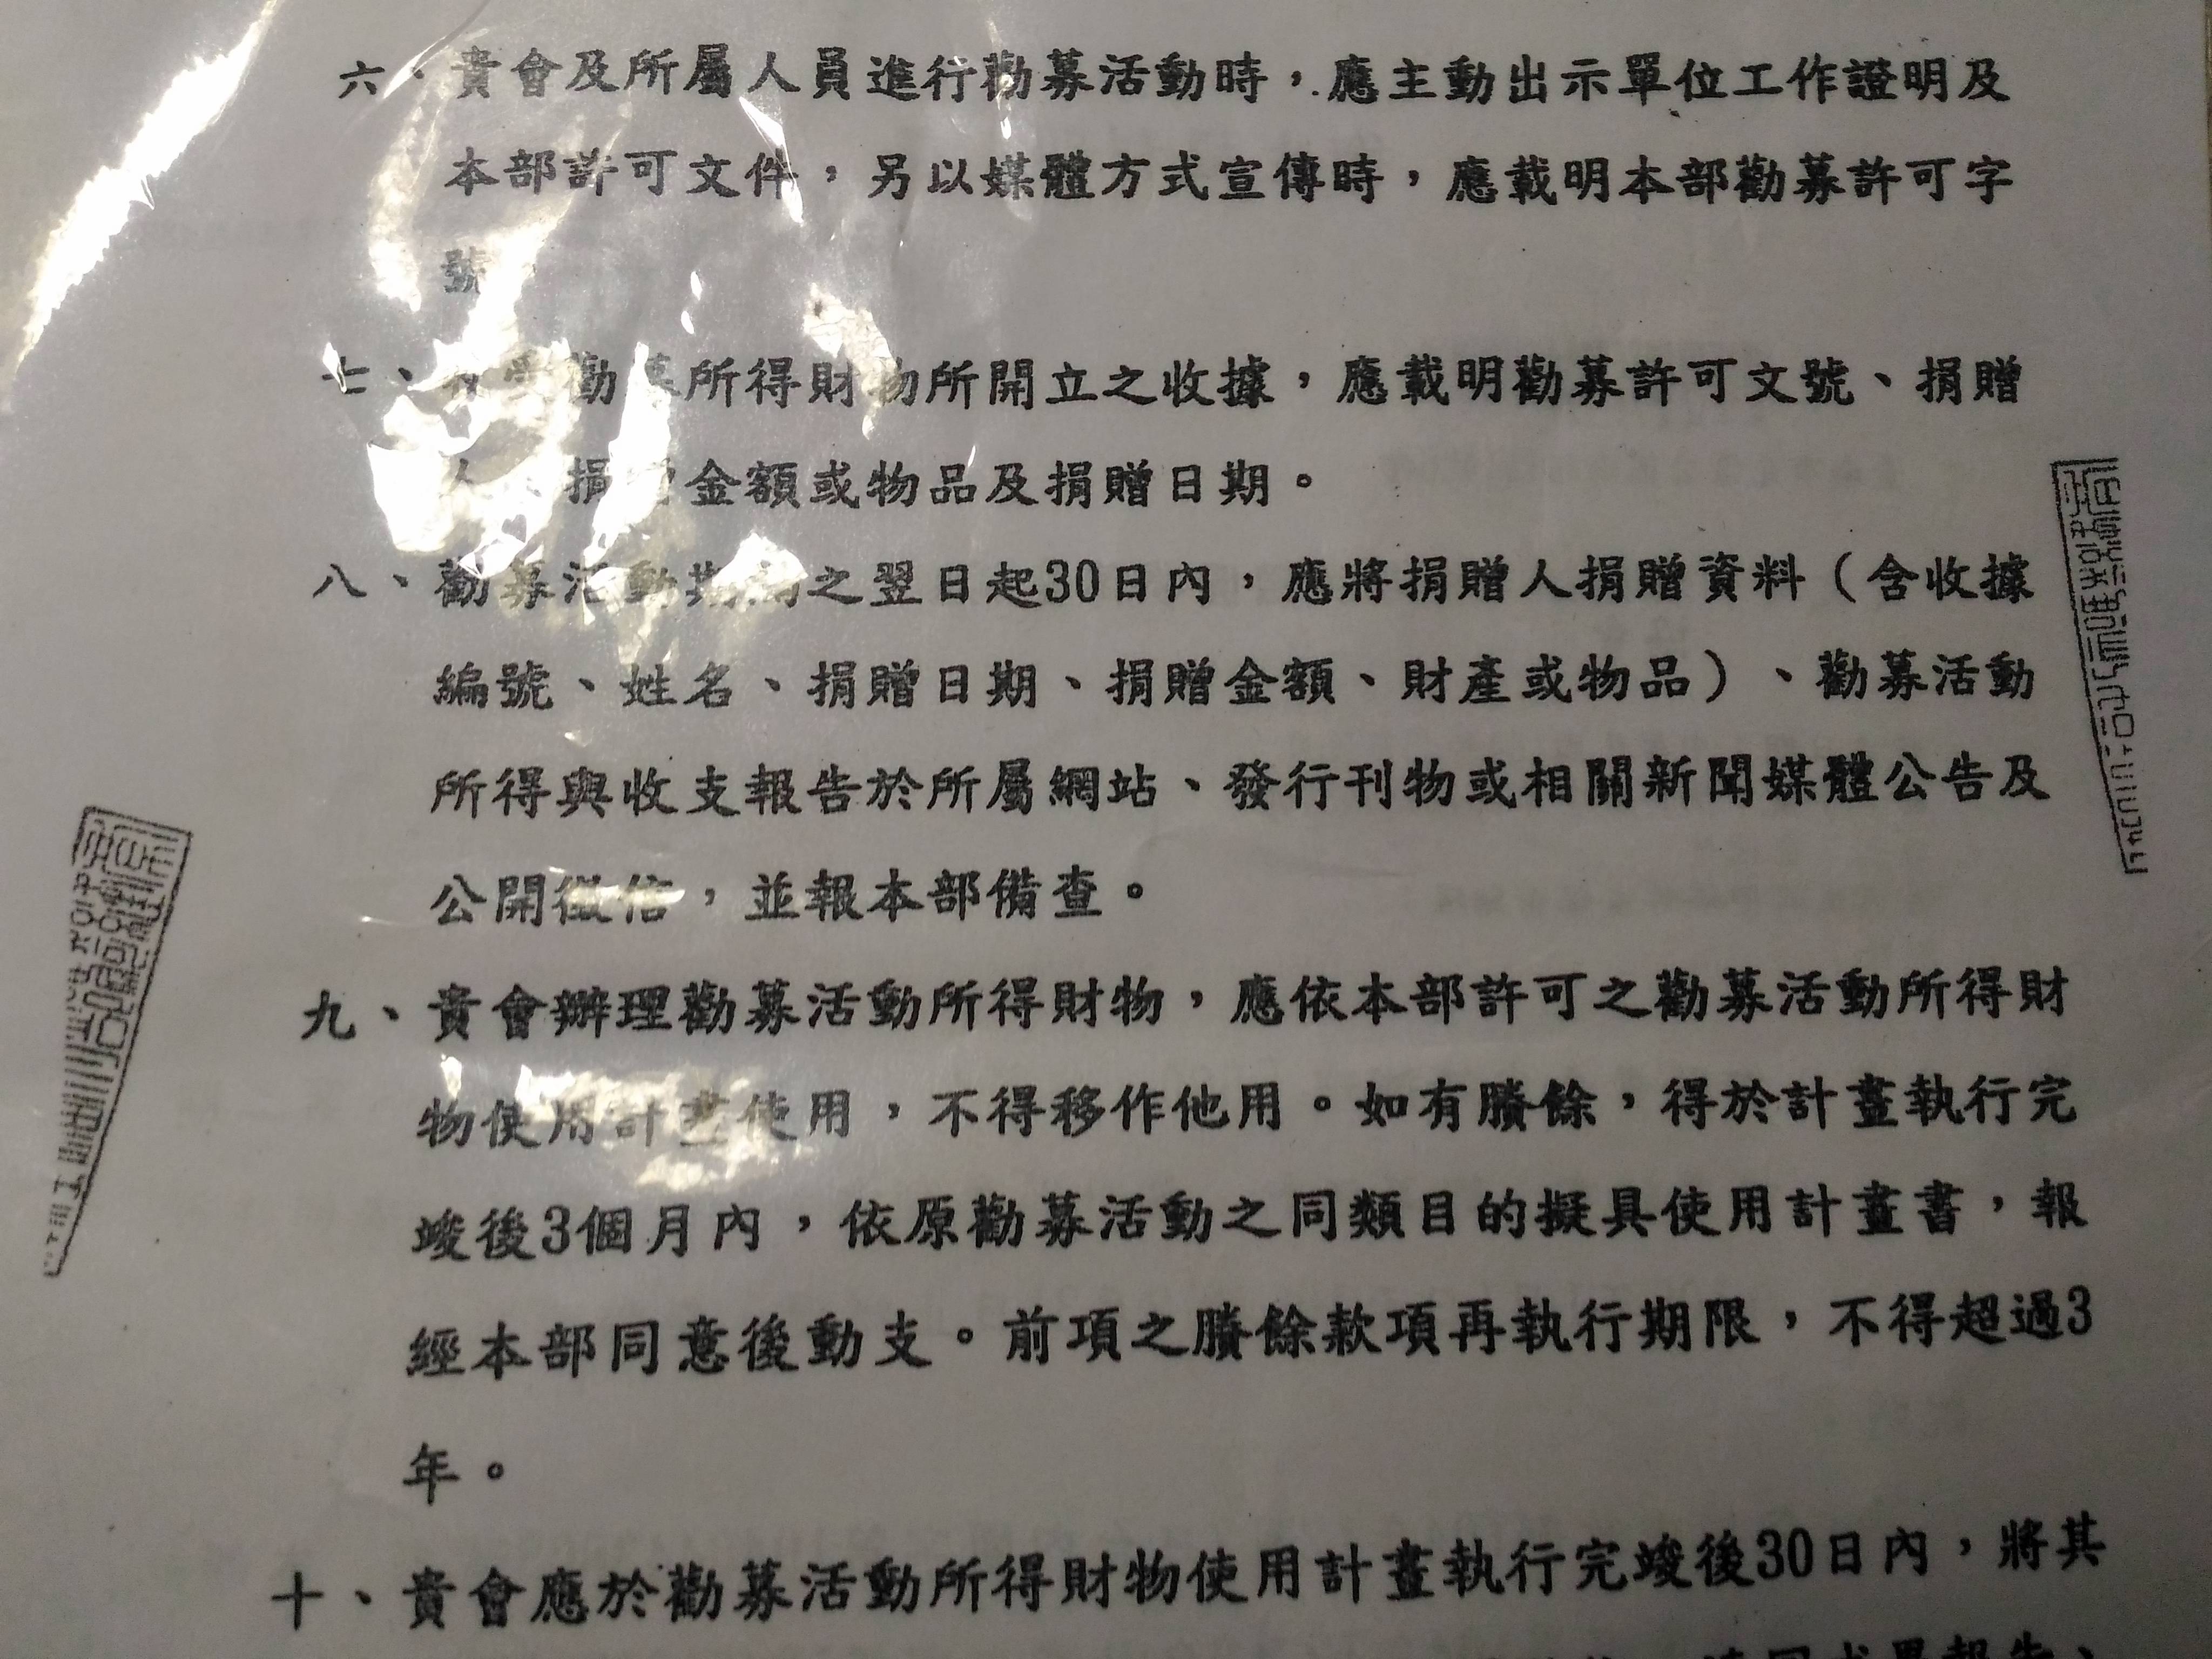 六、貴會及所屬人員進行勸募活動時，應主動出示單位工作證明及
本部許可文件，另以媒體方式宣傳時，應載明本部勸募許可字
號
七、勸募所得財物所開立之收據，應載明勸募許可文號、捐贈
人、捐贈金額或物品及捐贈日期。
八、勸募活動期滿之翌日起30日內，應將捐贈人捐贈資料（含收據
編號、姓名、捐贈日期、捐贈金額、財產或物品）、勸募活動
所得與收支報告於所屬網站、發行刊物或相關新聞媒體公告及
公開徵信，並報本部備查。
九、貴會辦理勸募活動所得財物，應依本部許可之勸募活動所得財
物使用計畫使用，不得移作他用。如有賸餘，得於計畫執行完
竣後3個月內，依原勸募活動之同類目的擬具使用計畫書，報
經本部同意後動支。前項之賸餘款項再執行期限，不得超過3
年。
十、貴會應於勸募活動所得財物使用計畫執行完竣後30日內，將其
成果報告、